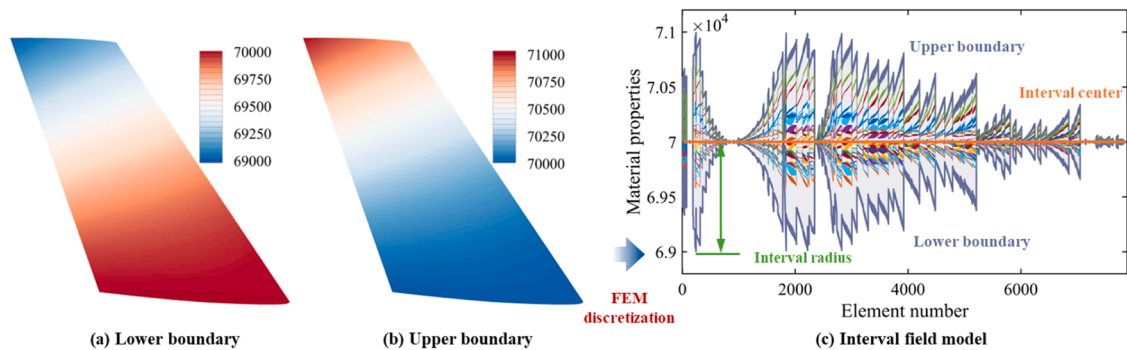 70000
69750
69500
69250
69000
(a) Lower boundary
71000
70750
70500
70250
70000
(b) Upper boundary
FEM
discretization
×10⁴
7.1
7.05
7
6.95
6.9
Material properties
Upper boundary
Interval center
Lower boundary
Interval radius
0
2000
4000
6000
Element number
(c) Interval field model